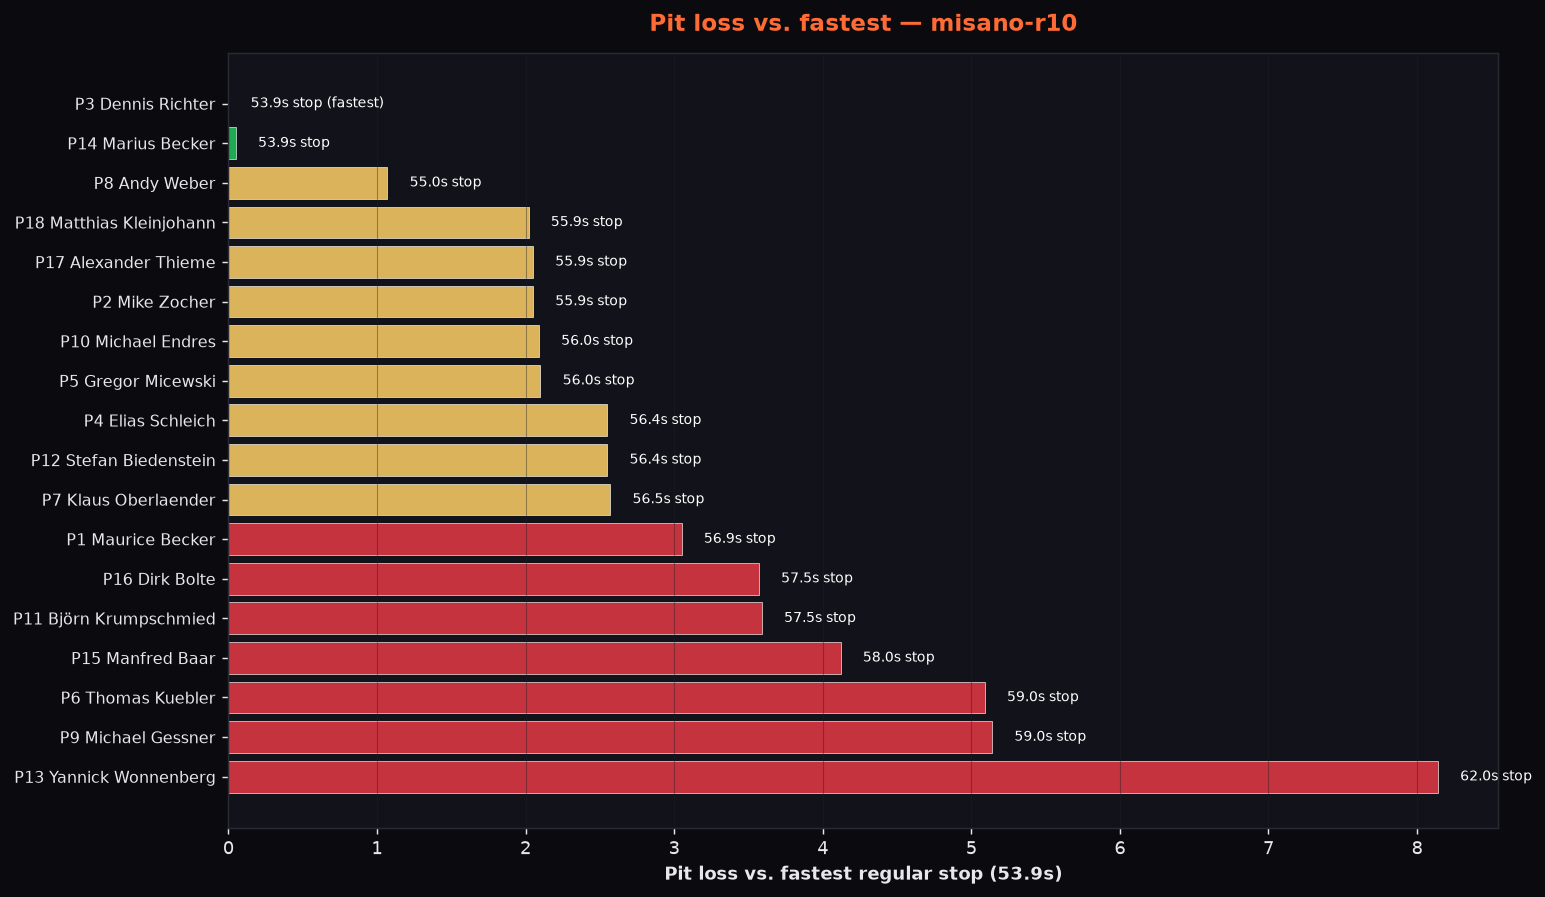 Pit loss vs. fastest — misano-r10
P3 Dennis Richter 53.9s stop (fastest)
P14 Marius Becker 53.9s stop
P8 Andy Weber 55.0s stop
P18 Matthias Kleinjohann 55.9s stop
P17 Alexander Thieme 55.9s stop
P2 Mike Zocher 55.9s stop
P10 Michael Endres 56.0s stop
P5 Gregor Micewski 56.0s stop
P4 Elias Schleich 56.4s stop
P12 Stefan Biedenstein 56.4s stop
P7 Klaus Oberlaender 56.5s stop
P1 Maurice Becker 56.9s stop
P16 Dirk Bolte 57.5s stop
P11 Björn Krumpschmied 57.5s stop
P15 Manfred Baar 58.0s stop
P6 Thomas Kuebler 59.0s stop
P9 Michael Gessner 59.0s stop
P13 Yannick Wonnenberg 62.0s stop
0 1 2 3 4 5 6 7 8
Pit loss vs. fastest regular stop (53.9s)